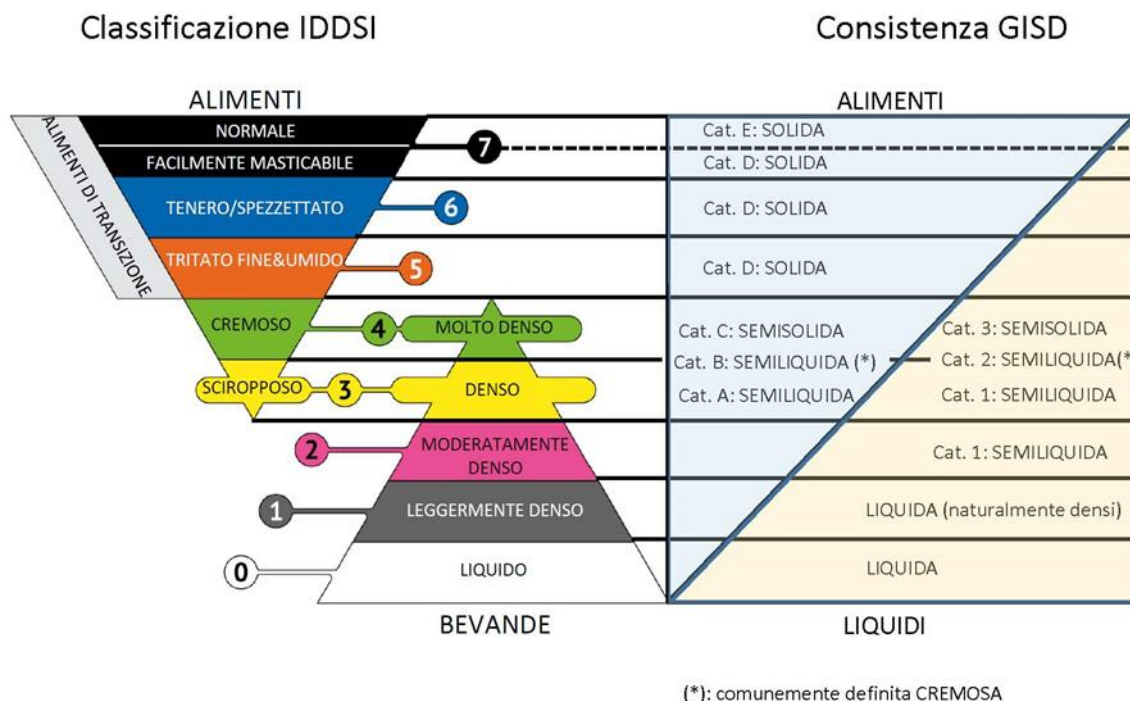 Classificazione IDDSI
Consistenza GISD
ALIMENTI
ALIMENTI
ALIMENTI DI TRANSIZIONE
NORMALE
FACILMENTE MASTICABILE
7
Cat. E: SOLIDA
Cat. D: SOLIDA
TENERO/SPEZZETTATO
6
Cat. D: SOLIDA
TRITATO FINE&UMIDO
5
Cat. D: SOLIDA
CREMOSO
4
MOLTO DENSO
Cat. C: SEMISOLIDA
Cat. 3: SEMISOLIDA
Cat. B: SEMILIQUIDA (*)
Cat. 2: SEMILIQUIDA(*
SCIROPPOSO
3
DENSO
Cat. A: SEMILIQUIDA
Cat. 1: SEMILIQUIDA
2
MODERATAMENTE
DENSO
Cat. 1: SEMILIQUIDA
1
LEGGERMENTE DENSO
LIQUIDA (naturalmente densi)
0
LIQUIDO
LIQUIDA
BEVANDE
LIQUIDI
(*): comunemente definita CREMOSA